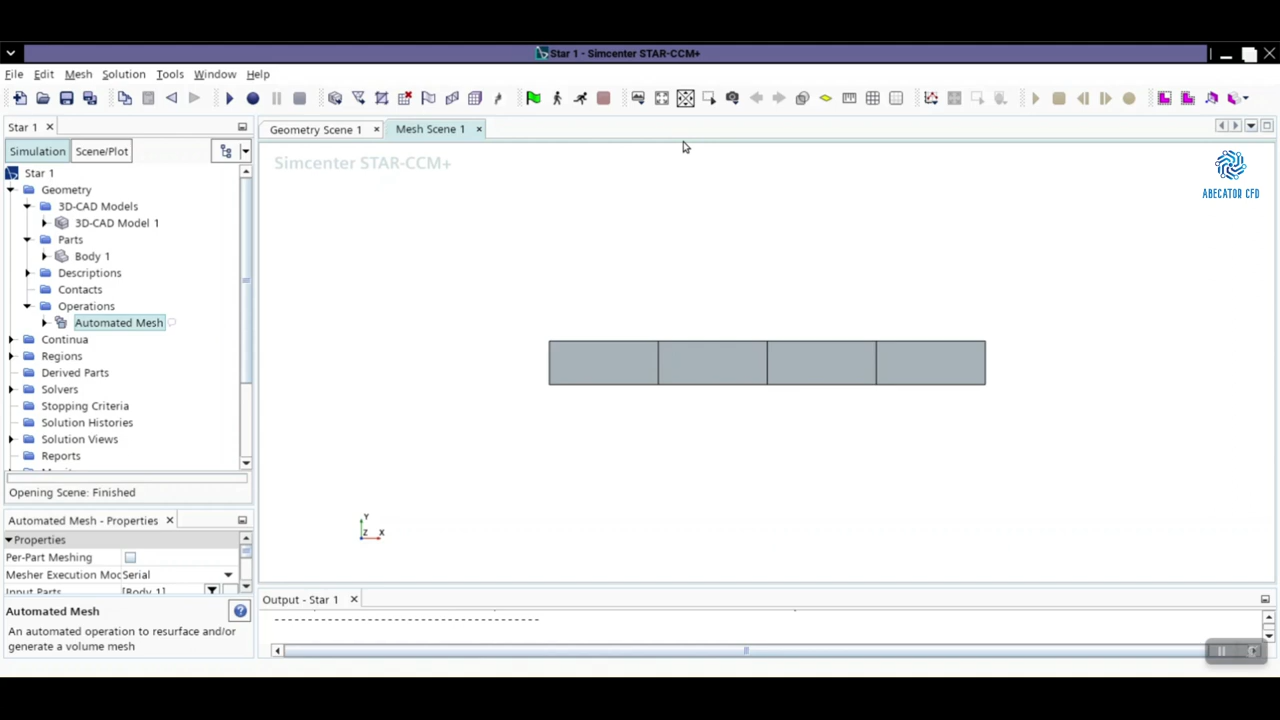 Star 1 - Simcenter STAR-CCM+
File Edit Mesh Solution Tools Window Help
Star 1
Geometry Scene 1
Mesh Scene 1
Simulation
Scene/Plot
Simcenter STAR-CCM+
ABECATOR CFD
Star 1
Geometry
3D-CAD Models
3D-CAD Model 1
Parts
Body 1
Descriptions
Contacts
Operations
Automated Mesh
Continua
Regions
Derived Parts
Solvers
Stopping Criteria
Solution Histories
Solution Views
Reports
Opening Scene: Finished
Y
Z X
Automated Mesh - Properties
Properties
Per-Part Meshing
Mesher Execution Moc Serial
Input Parts [Body 1]
Output - Star 1
Automated Mesh
An automated operation to resurface and/or
generate a volume mesh